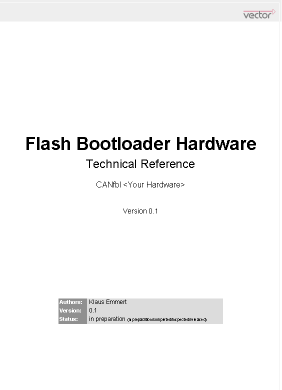 vector
Flash Bootloader Hardware
Technical Reference
CANfbl <Your Hardware>
Version 0.1
Authors: Klaus Emmert
Version: 0.1
Status: in preparation